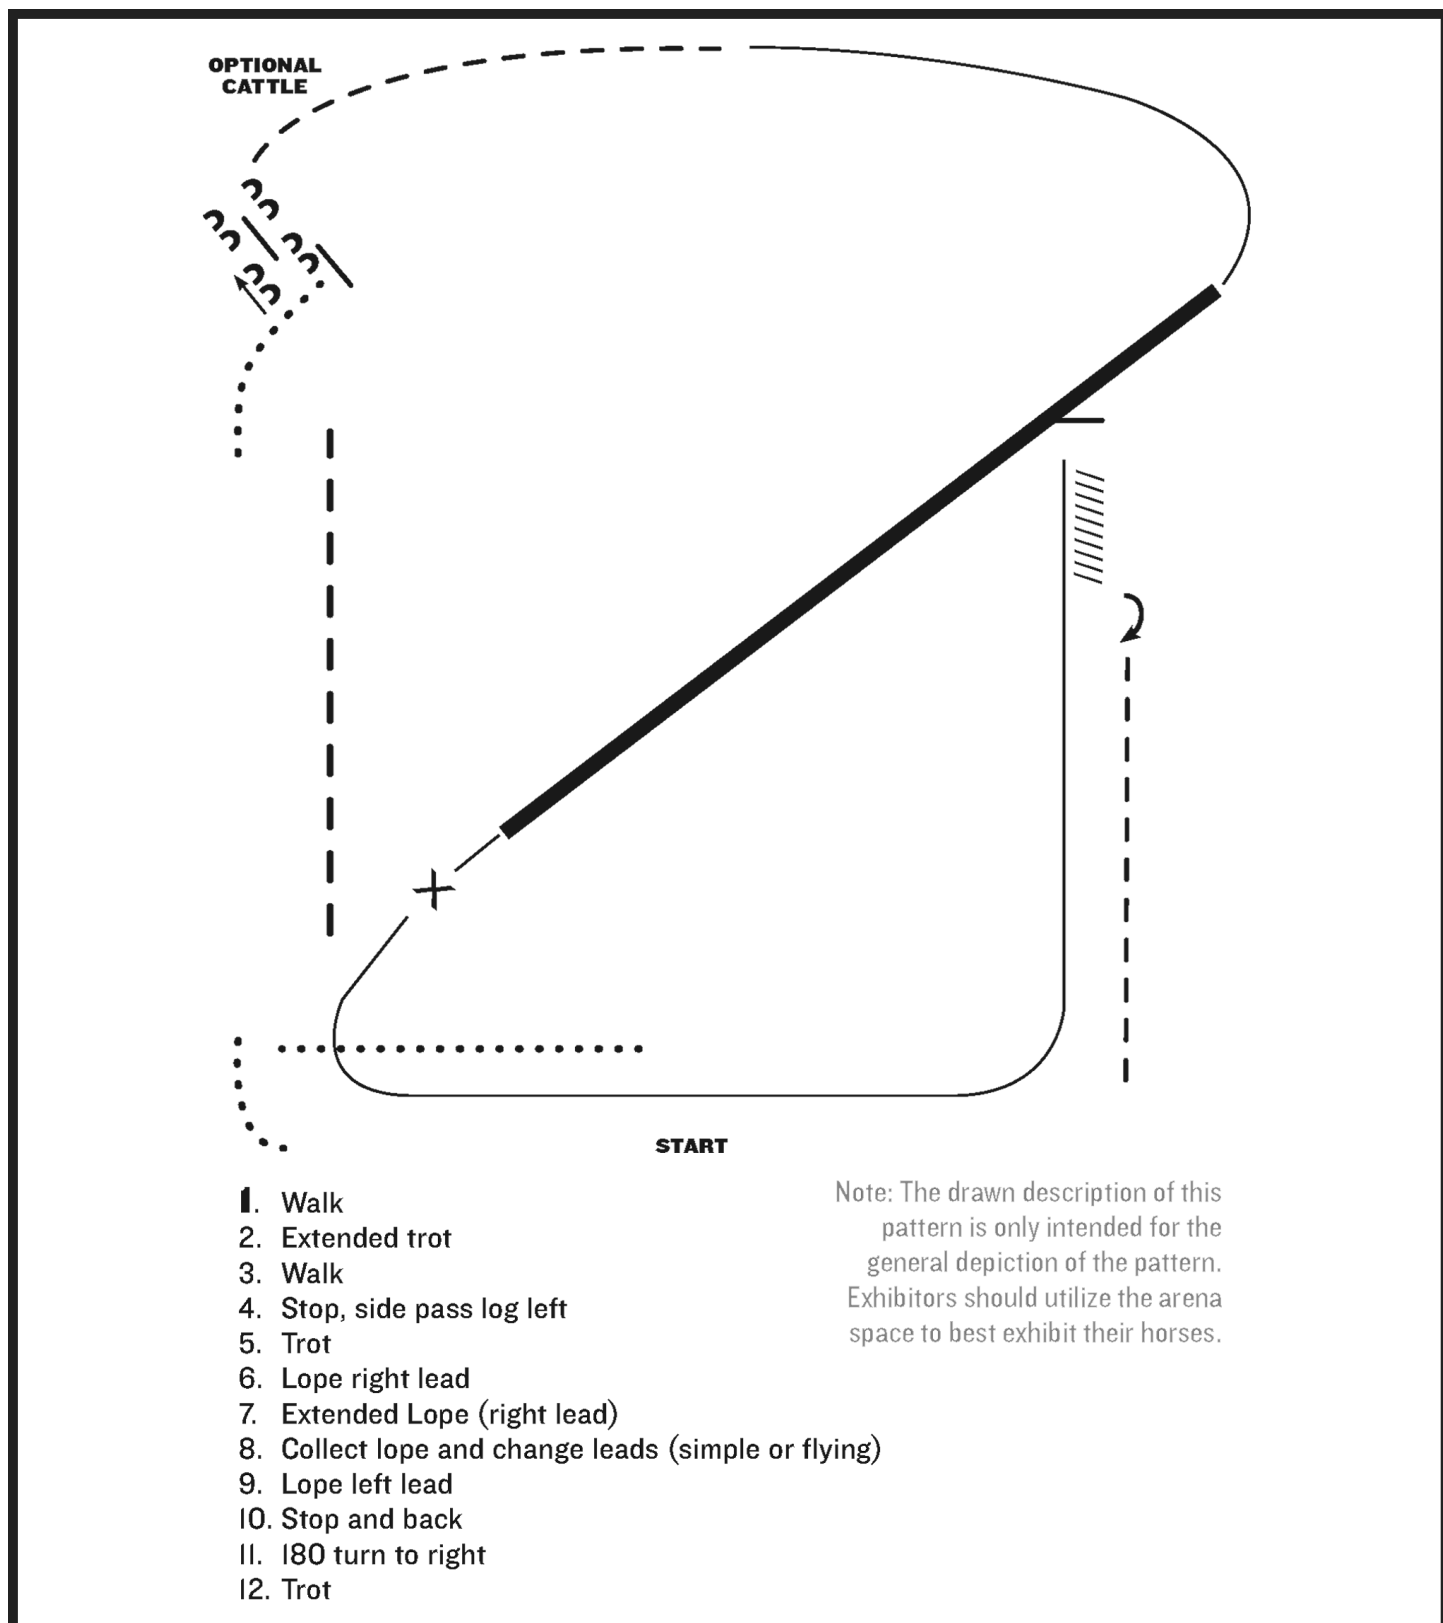 OPTIONAL
CATTLE
START
1. Walk
2. Extended trot
3. Walk
4. Stop, side pass log left
5. Trot
6. Lope right lead
7. Extended Lope (right lead)
8. Collect lope and change leads (simple or flying)
9. Lope left lead
10. Stop and back
11. 180 turn to right
12. Trot
Note: The drawn description of this
pattern is only intended for the
general depiction of the pattern.
Exhibitors should utilize the arena
space to best exhibit their horses.